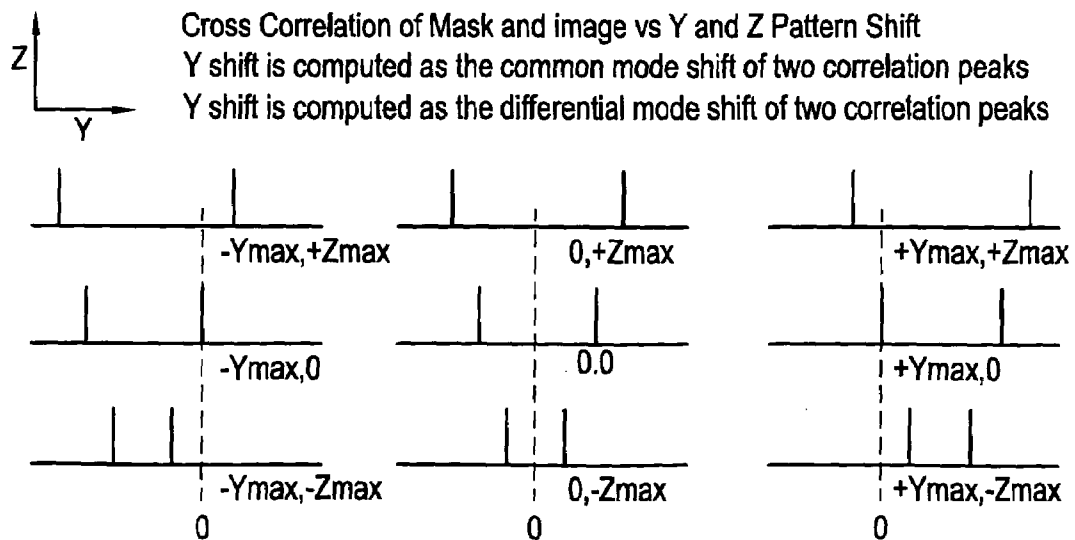 Cross Correlation of Mask and image vs Y and Z Pattern Shift
Z
Y shift is computed as the common mode shift of two correlation peaks
Y shift is computed as the differential mode shift of two correlation peaks
Y
-Ymax,+Zmax 0,+Zmax +Ymax,+Zmax
-Ymax,0 0.0 +Ymax,0
-Ymax,-Zmax 0,-Zmax +Ymax,-Zmax
0 0 0